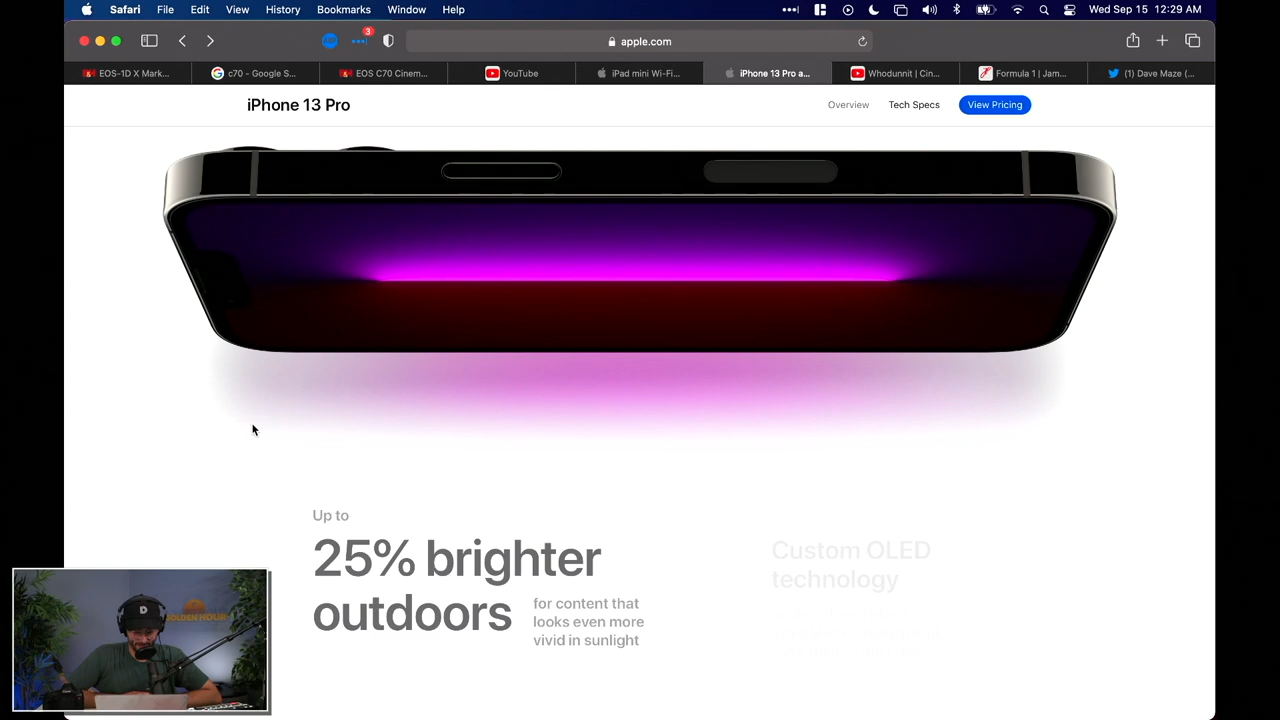 Safari File Edit View History Bookmarks Window Help Wed Sep 15 12:29 AM
3
apple.com
EOS-1D X Mark... c70 - Google S... EOS C70 Cinem... YouTube iPad mini Wi-Fi... iPhone 13 Pro a... Whodunnit | Cin... Formula 1 | Jam... (1) Dave Maze (...
iPhone 13 Pro Overview Tech Specs View Pricing
Up to
25% brighter
outdoors
for content that
looks even more
vivid in sunlight
Custom OLED
technology
GOLDEN HOUR
D